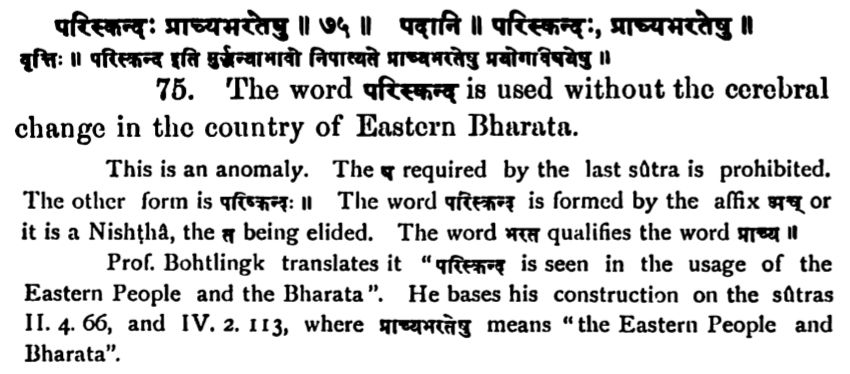 परिस्कन्दः प्राच्यभरतेषु ॥ ७५ ॥ पदानि ॥ परिस्कन्दः, प्राच्यभरतेषु ॥
वृत्तिः ॥ परिस्कन्द इति मुर्द्धन्याभावो निपात्यते प्राच्यभरतेषु प्रयोगविषयेषु ॥
75. The word परिस्कन्द is used without the cerebral
change in the country of Eastern Bharata.
This is an anomaly. The ष required by the last sûtra is prohibited.
The other form is परिष्कन्दः ॥ The word परिस्कन्द is formed by the affix अच् or
it is a Nishṭhâ, the त being elided. The word भरत qualifies the word प्राच्य ॥
Prof. Bohtlingk translates it “परिस्कन्द is seen in the usage of the
Eastern People and the Bharata”. He bases his construction on the sûtras
II. 4. 66, and IV. 2. 113, where प्राच्यभरतेषु means “the Eastern People and
Bharata”.